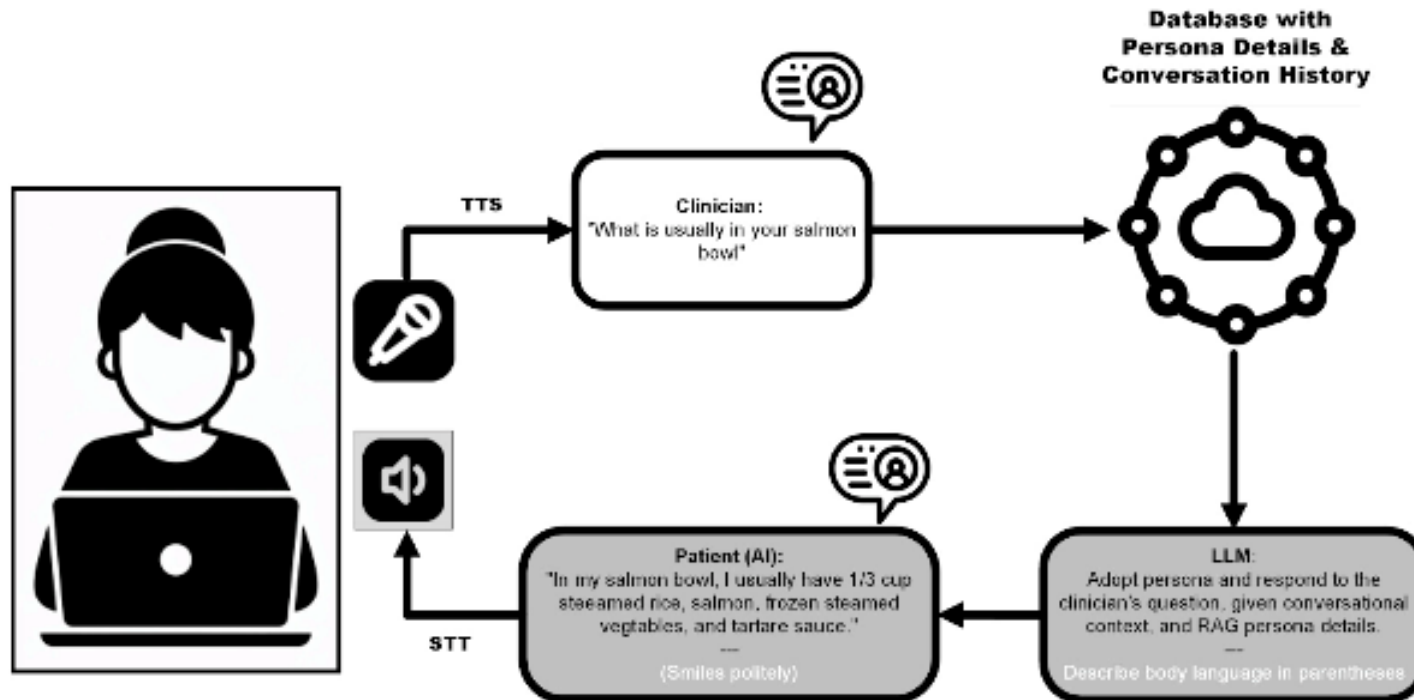 Database with
Persona Details &
Conversation History
TTS
Clinician:
"What is usually in your salmon
bowl"
Patient (AI):
"In my salmon bowl, I usually have 1/3 cup
steeamed rice, salmon, frozen steamed
vegtables, and tartare sauce."
---
(Smiles politely)
STT
LLM:
Adopt persona and respond to the
clinician's question, given conversational
context, and RAG persona details.
---
Describe body language in parentheses